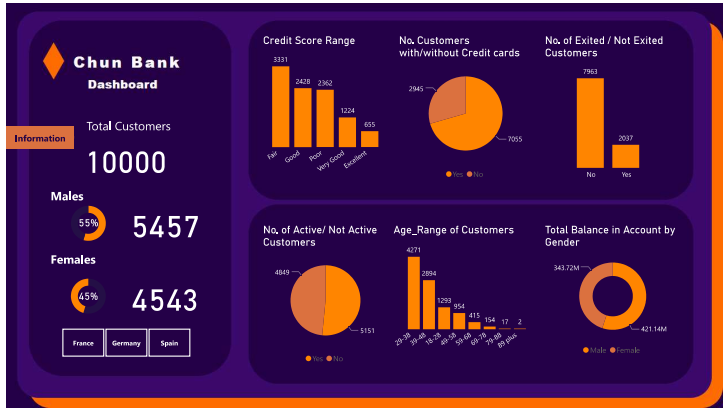 Chun Bank
Dashboard
Information
Total Customers
10000
Males
55%
5457
Females
45%
4543
France
Germany
Spain
Credit Score Range
3331
2428
2362
1224
655
Fair
Good
Poor
Very Good
Excellent
No. Customers
with/without Credit cards
2945
7055
Yes
No
No. of Exited / Not Exited
Customers
7963
2037
No
Yes
No. of Active/ Not Active
Customers
4849
5151
Yes
No
Age_Range of Customers
4271
2894
1293
954
415
154
17
2
29-38
39-48
18-28
49-58
59-68
69-78
79-88
89 plus
Total Balance in Account by
Gender
343.72M
421.14M
Male
Female